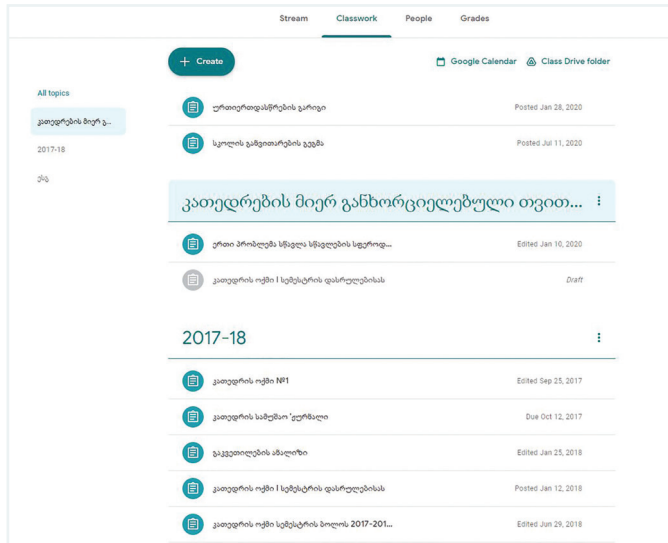 Stream Classwork People Grades
+ Create
Google Calendar Class Drive folder
All topics
კათედრების მიერ გ...
2017-18
ესგ
ურთიერთდასწრების გარიგი Posted Jan 28, 2020
სკოლის განვითარების გეგმა Posted Jul 11, 2020
კათედრების მიერ განხორციელებული თვით...
ერთი პრობლემა სწავლა სწავლების სფეროდ... Edited Jan 10, 2020
კათედრის ოქმი I სემესტრის დასრულებისას Draft
2017-18
კათედრის ოქმი №1 Edited Sep 25, 2017
კათედრის სამუშაო ჟურნალი Due Oct 12, 2017
გაკვეთილების ანალიზი Edited Jan 25, 2018
კათედრის ოქმი I სემესტრის დასრულებისას Posted Jan 12, 2018
კათედრის ოქმი სემესტრის ბოლოს 2017-201... Edited Jun 29, 2018